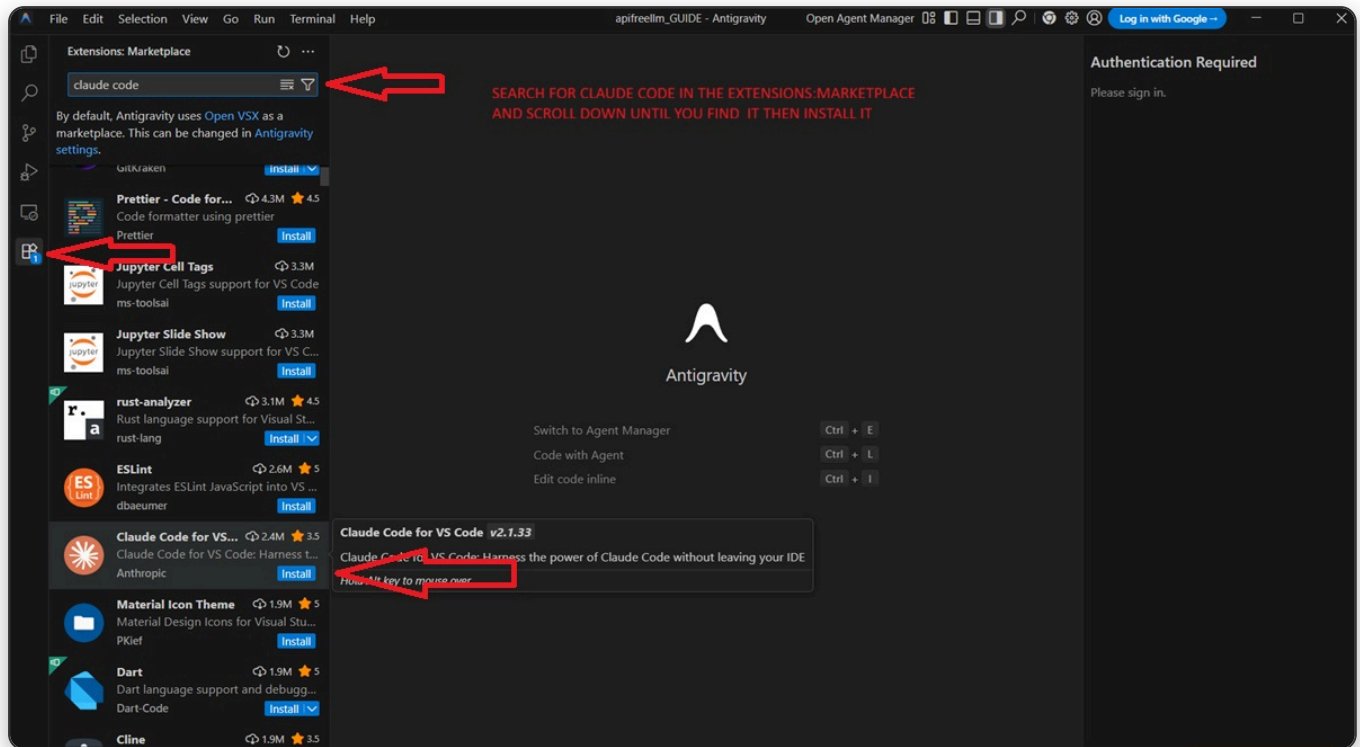 File Edit Selection View Go Run Terminal Help
apifreellm_GUIDE - Antigravity
Open Agent Manager
Log in with Google→
Extensions: Marketplace
claude code
By default, Antigravity uses Open VSX as a
marketplace. This can be changed in Antigravity
settings.
GitKraken
Install
Prettier - Code for... 4.3M 4.5
Code formatter using prettier
Prettier
Install
Jupyter Cell Tags 3.3M
Jupyter Cell Tags support for VS Code
ms-toolsai
Install
Jupyter Slide Show 3.3M
Jupyter Slide Show support for VS C...
ms-toolsai
Install
rust-analyzer 3.1M 4.5
Rust language support for Visual St...
rust-lang
Install
ESLint 2.6M 5
Integrates ESLint JavaScript into VS ...
dbaeumer
Install
Claude Code for VS... 2.4M 3.5
Claude Code for VS Code: Harness t...
Anthropic
Install
Material Icon Theme 1.9M 5
Material Design Icons for Visual Stu...
PKief
Install
Dart 1.9M 5
Dart language support and debugg...
Dart-Code
Install
Cline 1.9M 3.5
jupyter
jupyter
r.
a
ES
Lint
1
SEARCH FOR CLAUDE CODE IN THE EXTENSIONS:MARKETPLACE
AND SCROLL DOWN UNTIL YOU FIND IT THEN INSTALL IT
Antigravity
Switch to Agent Manager Ctrl + E
Code with Agent Ctrl + L
Edit code inline Ctrl + I
Claude Code for VS Code v2.1.33
Claude Code for VS Code: Harness the power of Claude Code without leaving your IDE
Hold Alt key to mouse over
Authentication Required
Please sign in.